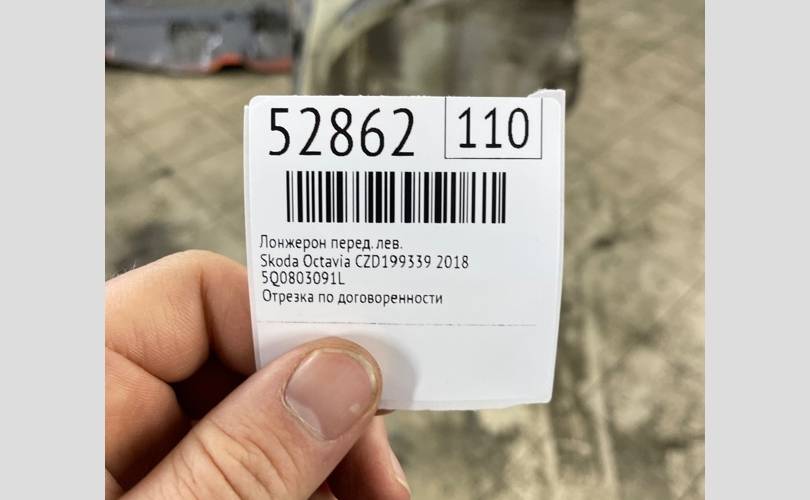 52862 110
Лонжерон перед. лев.
Skoda Octavia CZD199339 2018
5Q0803091L
Отрезка по договоренности